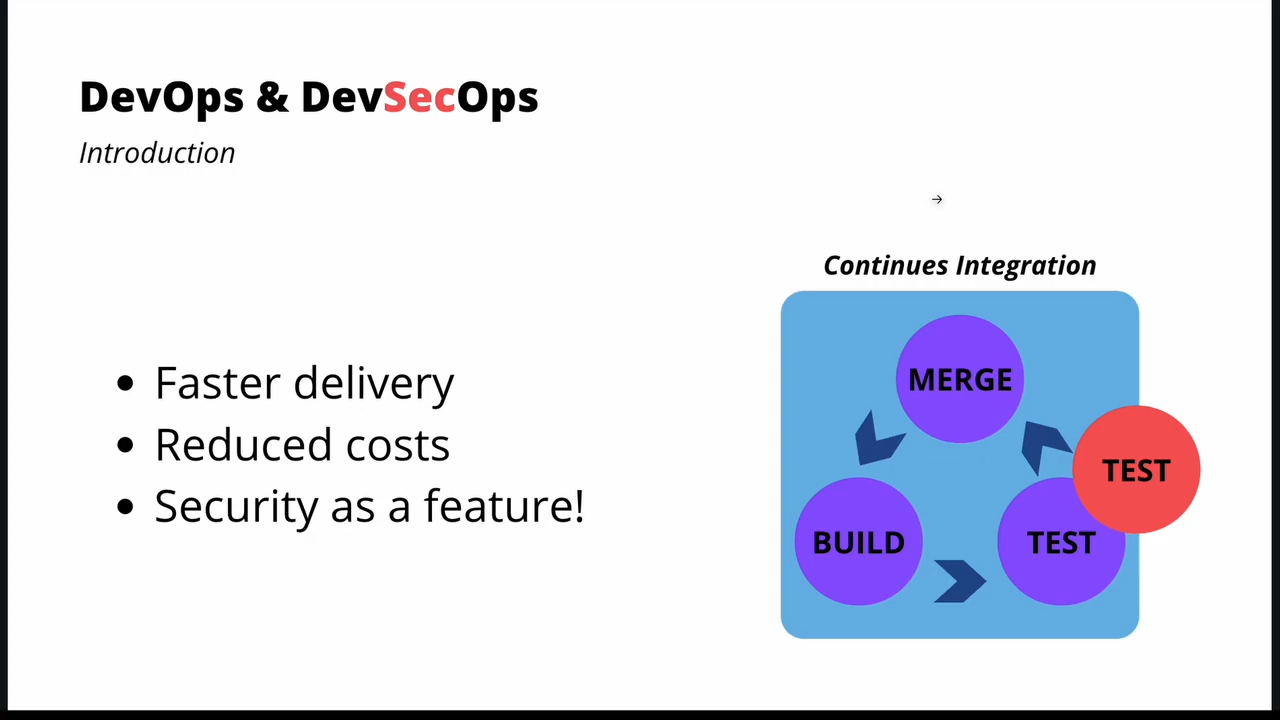 DevOps & DevSecOps
Introduction
Faster delivery
Reduced costs
Security as a feature!
Continues Integration
MERGE
TEST
BUILD
TEST